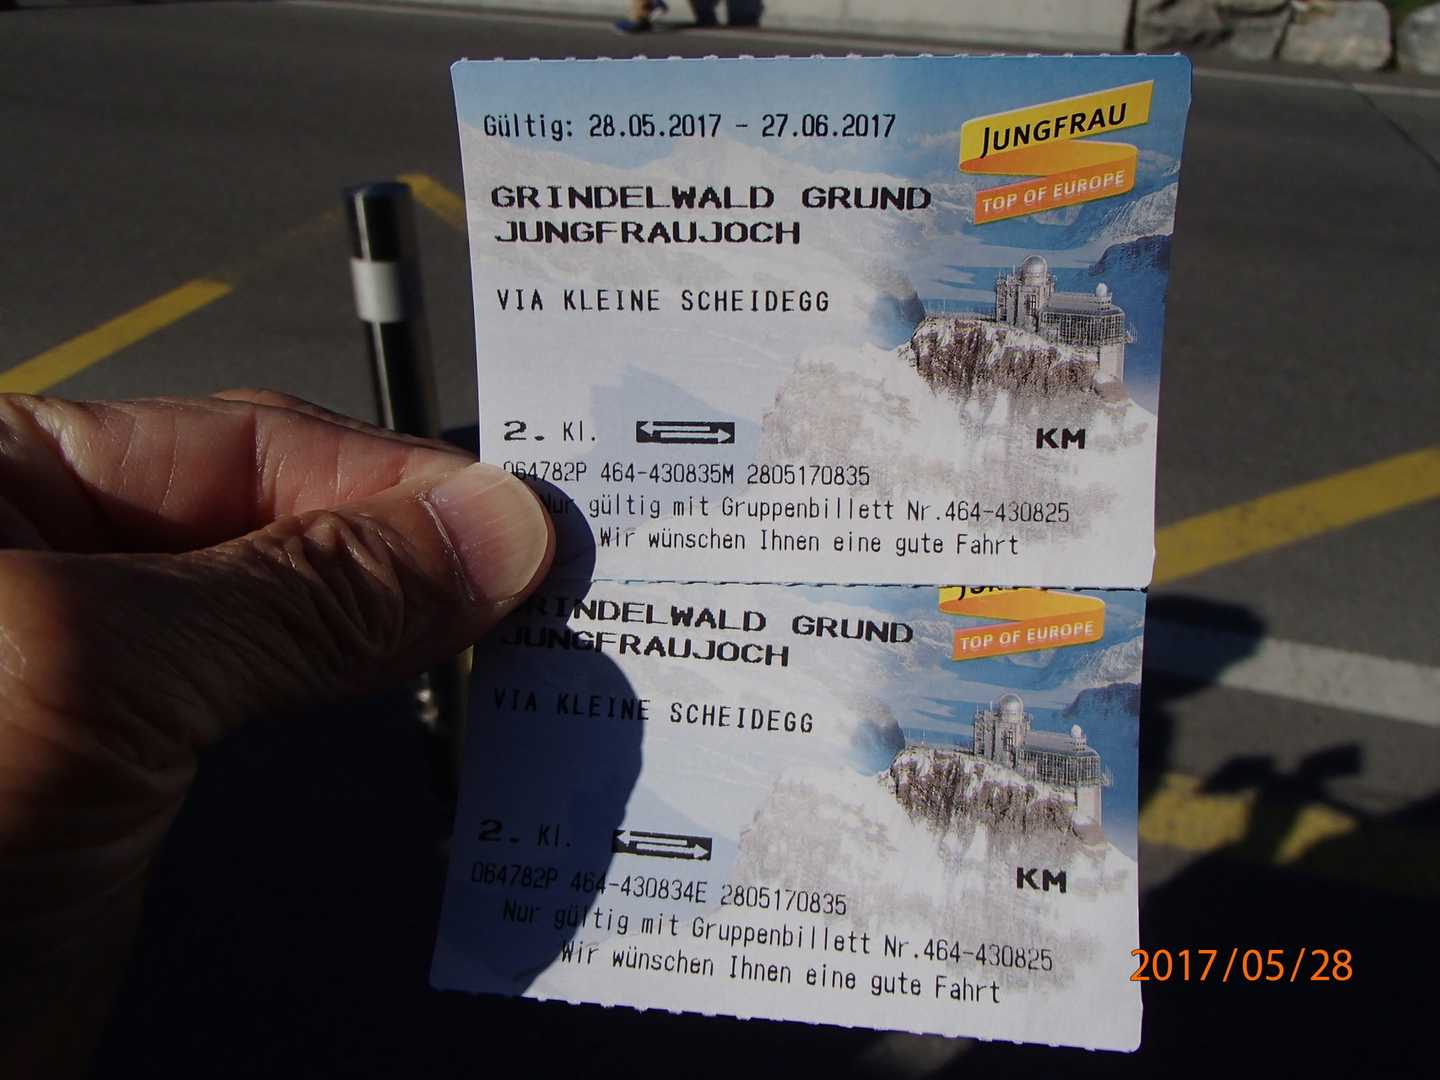 Gültig: 28.05.2017 - 27.06.2017
JUNGFRAU
TOP OF EUROPE
GRINDELWALD GRUND
JUNGFRAUJOCH
VIA KLEINE SCHEIDEGG
2. Kl.
KM
064782P 464-430835M 2805170835
Nur gültig mit Gruppenbillett Nr.464-430825
Wir wünschen Ihnen eine gute Fahrt
TOP OF EUROPE
GRINDELWALD GRUND
JUNGFRAUJOCH
VIA KLEINE SCHEIDEGG
2. Kl.
KM
064782P 464-430834E 2805170835
Nur gültig mit Gruppenbillett Nr.464-430825
Wir wünschen Ihnen eine gute Fahrt
2017/05/28